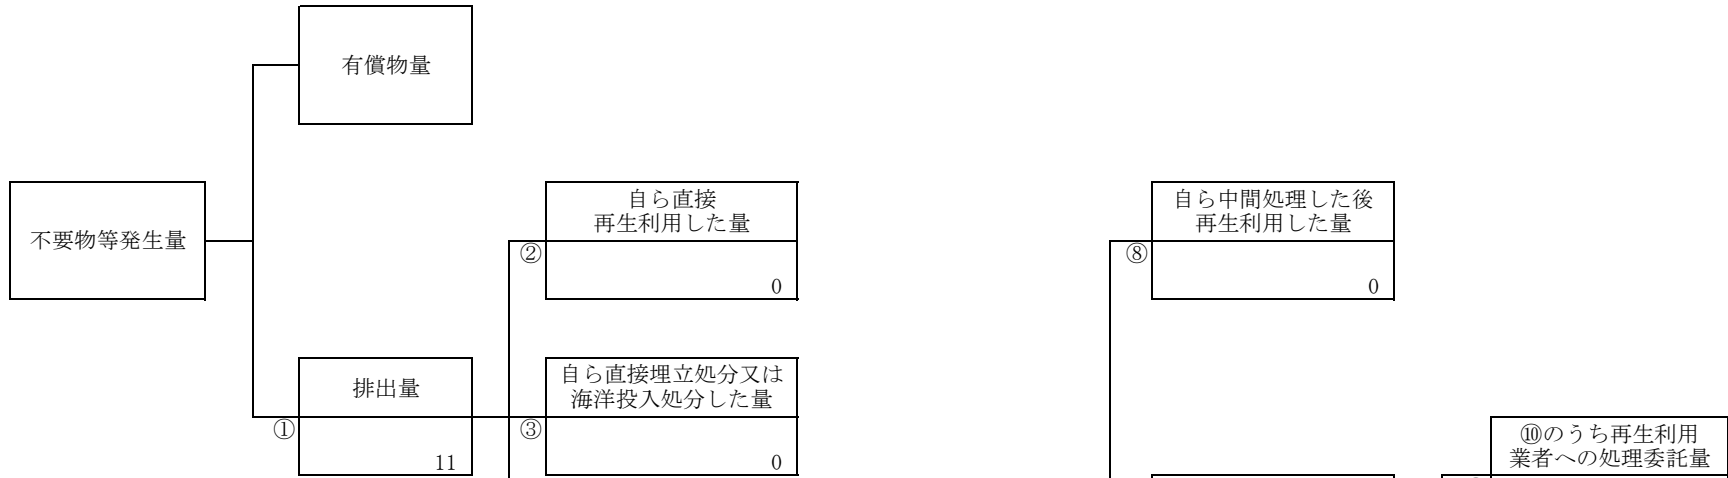 有償物量
不要物等発生量
自ら直接
再生利用した量
②
0
自ら中間処理した後
再生利用した量
⑧
0
排出量
①
11
自ら直接埋立処分又は
海洋投入処分した量
③
0
⑩のうち再生利用
業者への処理委託量